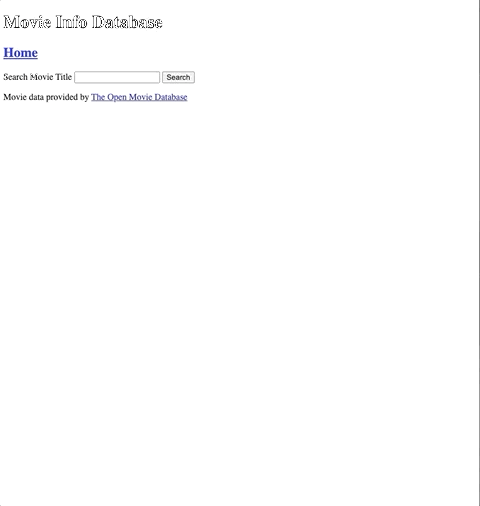 Movie Info Database
Home
Search Movie Title Search
Movie data provided by The Open Movie Database